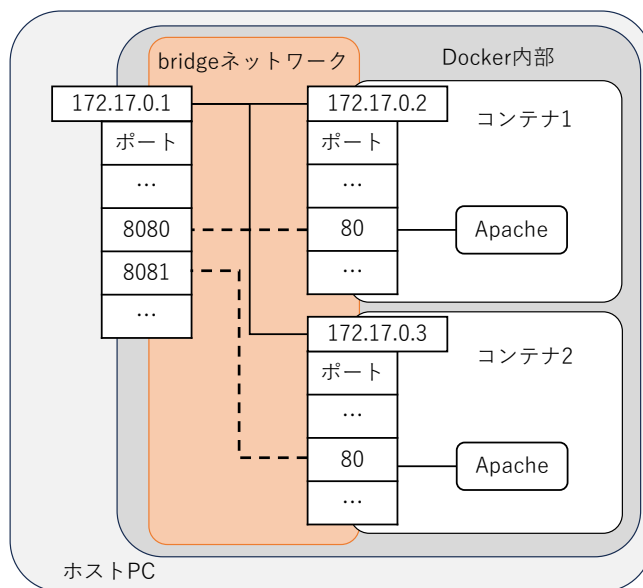 bridgeネットワーク
Docker内部
172.17.0.1
ポート
…
8080
8081
…
172.17.0.2
ポート
…
80
…
コンテナ1
Apache
172.17.0.3
ポート
…
80
…
コンテナ2
Apache
ホストPC